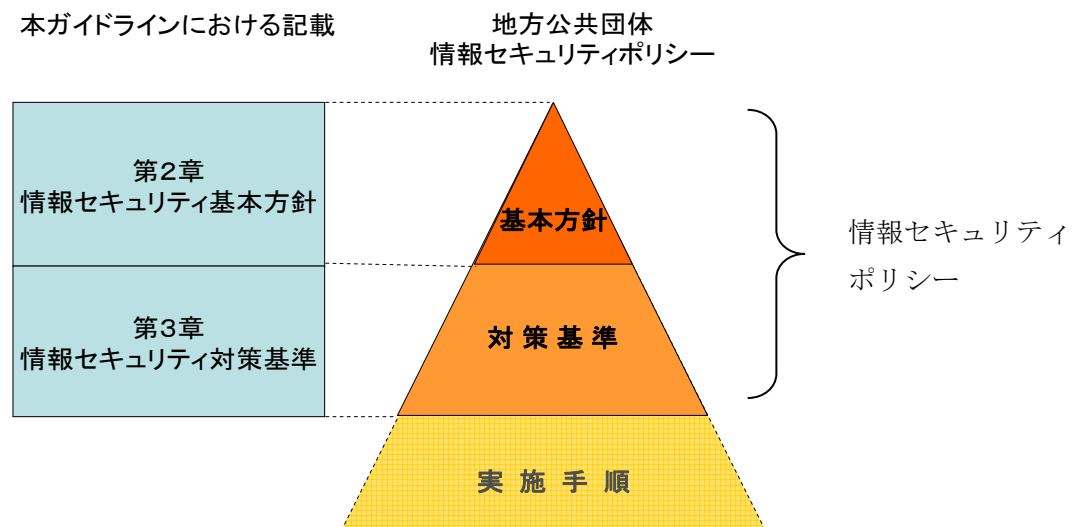 本ガイドラインにおける記載
地方公共団体
情報セキュリティポリシー
第2章
情報セキュリティ基本方針
第3章
情報セキュリティ対策基準
基本方針
対策基準
実施手順
情報セキュリティ
ポリシー